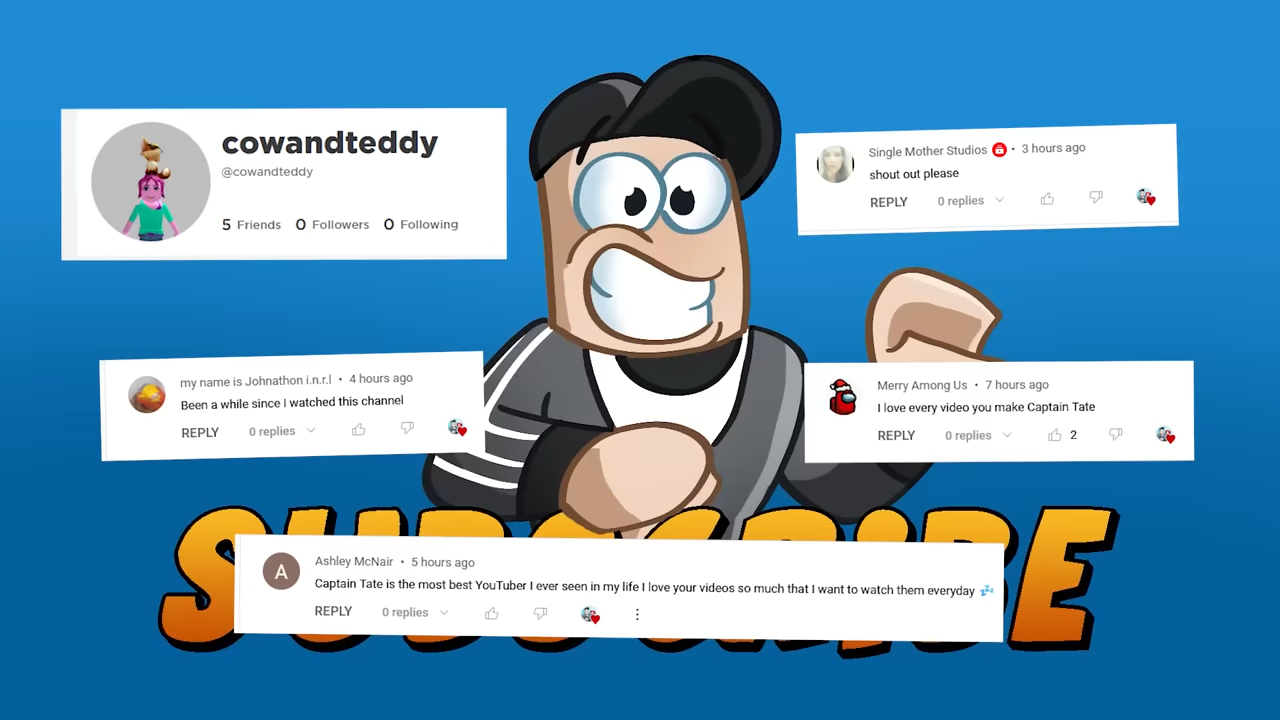 cowandteddy
@cowandteddy
5 Friends 0 Followers 0 Following
Single Mother Studios • 3 hours ago
shout out please
REPLY 0 replies
my name is Johnathon i.n.r.l • 4 hours ago
Been a while since I watched this channel
REPLY 0 replies
Merry Among Us • 7 hours ago
I love every video you make Captain Tate
REPLY 0 replies 2
SUBSCRIBE
A
Ashley McNair • 5 hours ago
Captain Tate is the most best YouTuber I ever seen in my life I love your videos so much that I want to watch them everyday 💤
REPLY 0 replies